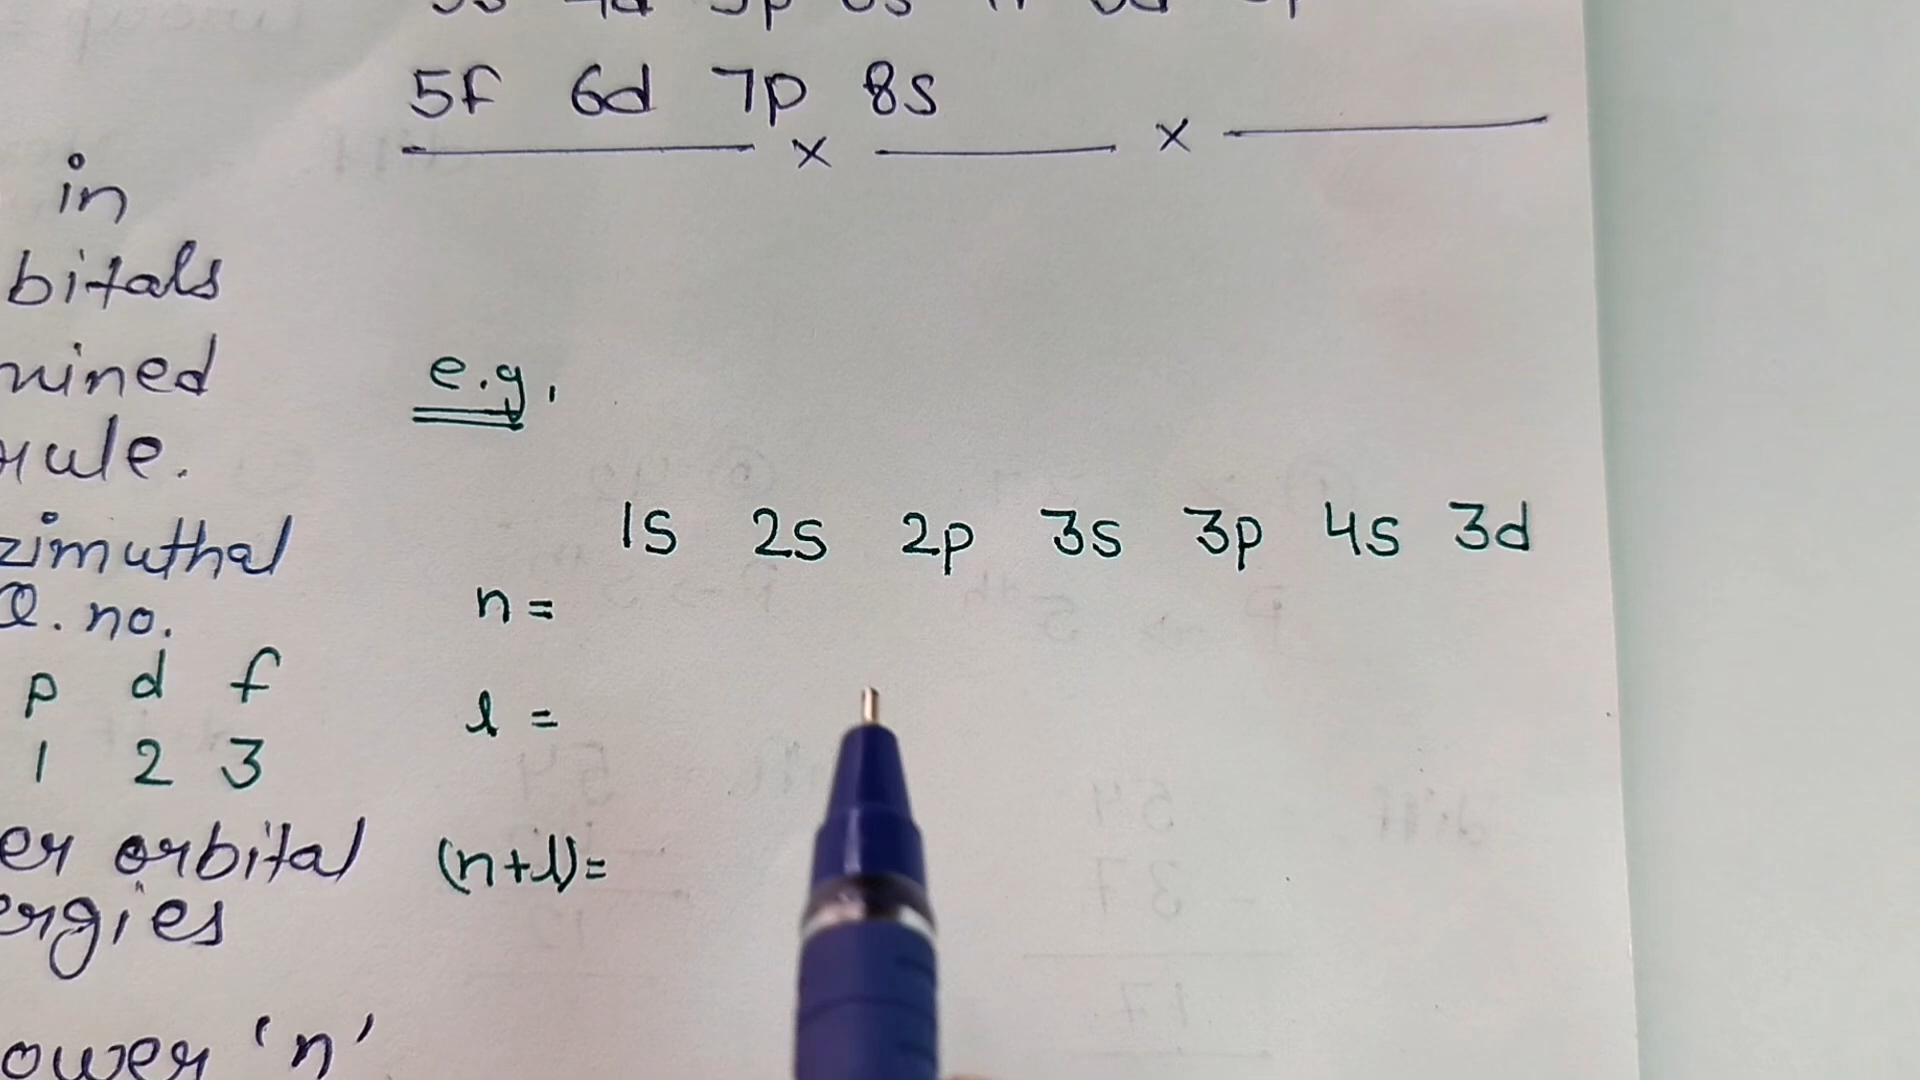 5f 6d 7p 8s
x x
in
bitals
mined
rule.
zimuthal
Q. no.
p d f
1 2 3
er orbital
ergies
ower 'n'
e.g.
1s 2s 2p 3s 3p 4s 3d
n =
l =
(n+l)=